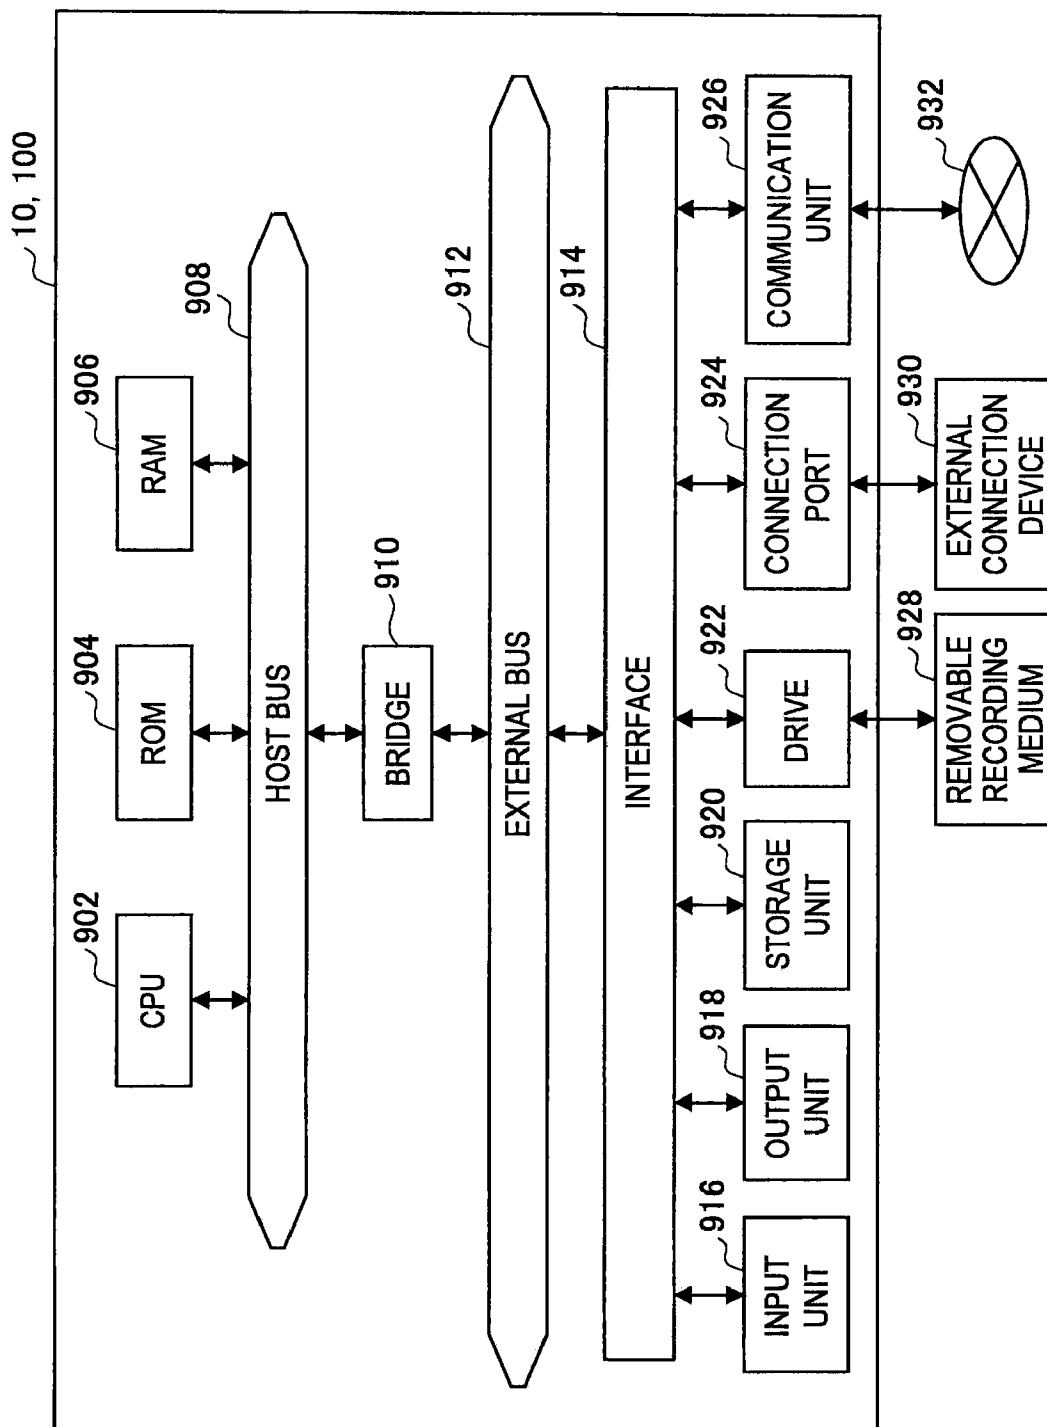 10, 100
902
CPU
904
ROM
906
RAM
908
HOST BUS
910
BRIDGE
912
EXTERNAL BUS
914
INTERFACE
916
INPUT
UNIT
918
OUTPUT
UNIT
920
STORAGE
UNIT
922
DRIVE
924
CONNECTION
PORT
926
COMMUNICATION
UNIT
928
REMOVABLE
RECORDING
MEDIUM
930
EXTERNAL
CONNECTION
DEVICE
932